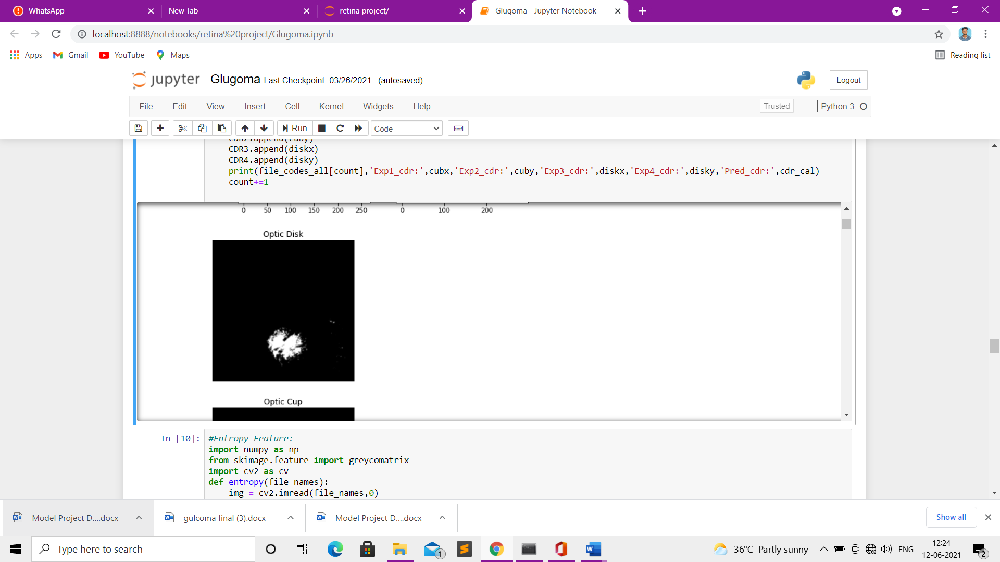 WhatsApp
New Tab
retina project/
Glugoma - Jupyter Notebook
localhost:8888/notebooks/retina%20project/Glugoma.ipynb
Apps
Gmail
YouTube
Maps
Reading list
jupyter
Glugoma Last Checkpoint: 03/26/2021 (autosaved)
Logout
File Edit View Insert Cell Kernel Widgets Help
Trusted
Python 3
Run
Code
CDR2.append(cuby)
CDR3.append(diskx)
CDR4.append(disky)
print(file_codes_all[count],'Exp1_cdr:',cubx,'Exp2_cdr:',cuby,'Exp3_cdr:',diskx,'Exp4_cdr:',disky,'Pred_cdr:',cdr_cal)
count+=1
0 50 100 150 200 250
0 100 200
Optic Disk
Optic Cup
In [10]:
#Entropy Feature:
import numpy as np
from skimage.feature import greycomatrix
import cv2 as cv
def entropy(file_names):
img = cv2.imread(file_names,0)
Model Project D....docx
gulcoma final (3).docx
Model Project D....docx
Show all
Type here to search
1
36°C Partly sunny
ENG
12:24
12-06-2021
2